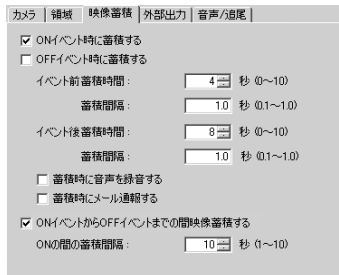 カメラ 領域 映像蓄積 外部出力 音声/追尾
ONイベント時に蓄積する
OFFイベント時に蓄積する
イベント前蓄積時間： 4 秒 (0～10)
蓄積間隔： 1.0 秒 (0.1～1.0)
イベント後蓄積時間： 8 秒 (0～10)
蓄積間隔： 1.0 秒 (0.1～1.0)
蓄積時に音声を録音する
蓄積時にメール通報する
ONイベントからOFFイベントまでの間映像蓄積する
ONの間の蓄積間隔： 10 秒 (1～10)